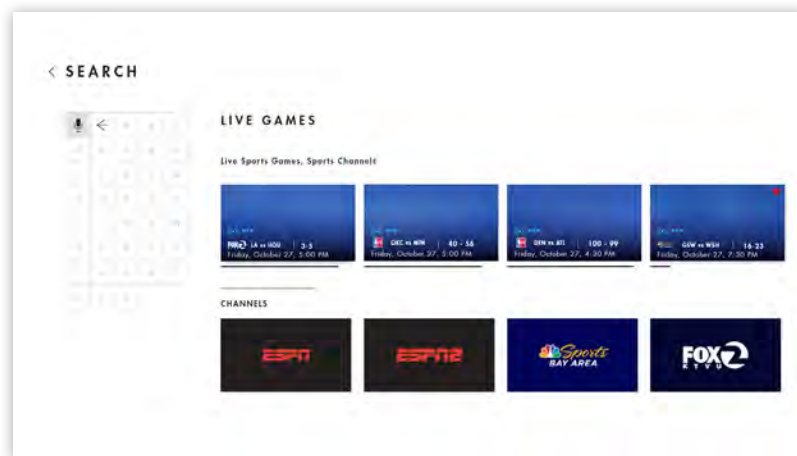 < SEARCH
LIVE GAMES
Live Sports Games, Sports Channels
FOX2 LA vs HOU | 3-5
Friday, October 27, 5:00 PM
OKC vs MIN | 40 - 56
Friday, October 27, 5:00 PM
DEN vs ATL | 100 - 99
Friday, October 27, 4:30 PM
GSW vs WSH | 16-23
Friday, October 27, 7:30 PM
CHANNELS
ESPN
ESPN2
Sports
BAY AREA
FOX2
KTVU